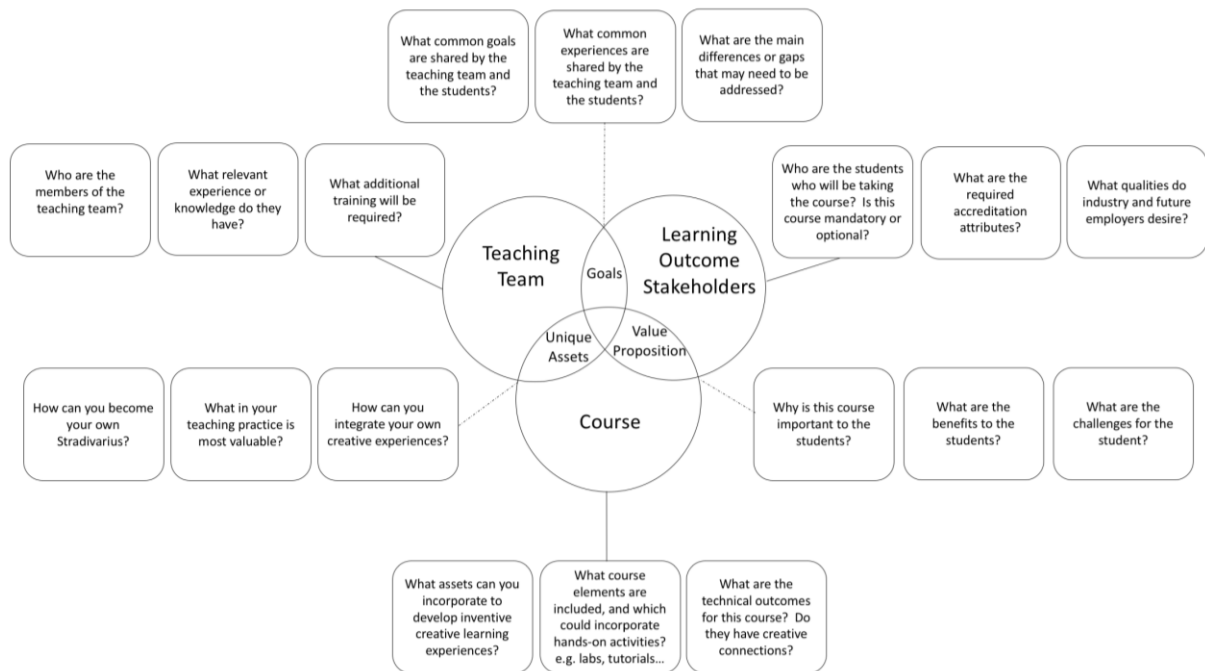 What common goals
are shared by the
teaching team and
the students?
What common
experiences are
shared by the
teaching team and
the students?
What are the main
differences or gaps
that may need to be
addressed?
Who are the
members of the
teaching team?
What relevant
experience or
knowledge do they
have?
What additional
training will be
required?
Who are the students
who will be taking
the course?  Is this
course mandatory or
optional?
What are the
required
accreditation
attributes?
What qualities do
industry and future
employers desire?
Teaching
Team
Goals
Learning
Outcome
Stakeholders
Unique
Assets
Value
Proposition
Course
How can you become
your own
Stradivarius?
What in your
teaching practice is
most valuable?
How can you
integrate your own
creative experiences?
Why is this course
important to the
students?
What are the
benefits to the
students?
What are the
challenges for the
student?
What assets can you
incorporate to
develop inventive
creative learning
experiences?
What course
elements are
included, and which
could incorporate
hands-on activities?
e.g. labs, tutorials...
What are the
technical outcomes
for this course?  Do
they have creative
connections?